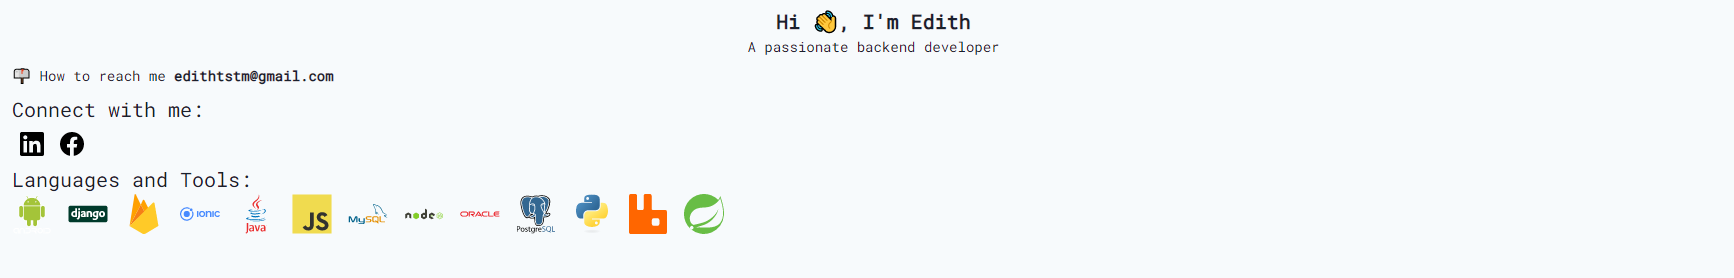 Hi 👋, I'm Edith
A passionate backend developer
📫 How to reach me edithtstm@gmail.com
Connect with me:
in f
Languages and Tools:
django IONIC Java JS MySQL node ORACLE PostgreSQL